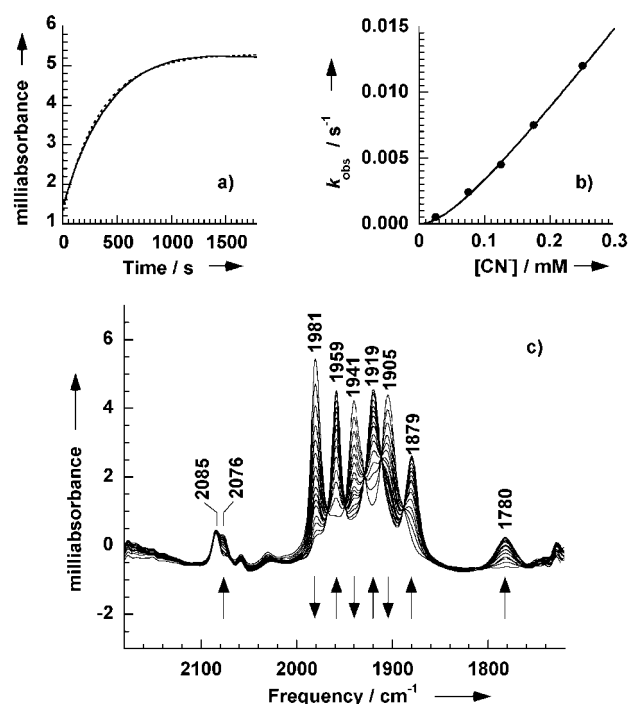 6
5
4
3
2
1
0 500 1000 1500
milliabsorbance
Time / s
a)
0.015
0.010
0.005
0.000
0 0.1 0.2 0.3
k_obs / s⁻¹
[CN⁻] / mM
b)
c)
6
4
2
0
-2
milliabsorbance
2085
2076
1981
1959
1941
1919
1905
1879
1780
2100 2000 1900 1800
Frequency / cm⁻¹